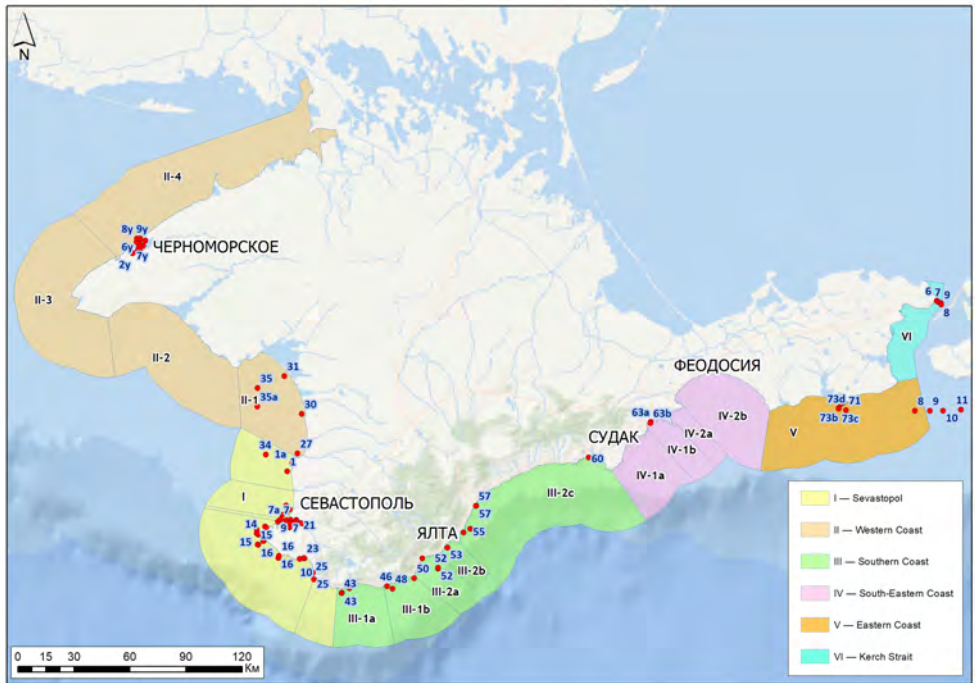 N
II-4
8y 9y
6y
7y
2y
ЧЕРНОМОРСКОЕ
II-3
II-2
6 7 9
8
VI
31
35
35a
II-1
30
ФЕОДОСИЯ
73d 71
73b 73c
8 9 11
10
V
63a 63b
СУДАК
IV-2b
IV-2a
IV-1b
IV-1a
60
34
27
1a
1
I
СЕВАСТОПОЛЬ
7a 7
9 7 21
14
15
15
16
16
16
23
10
25
25
III-2c
57
57
55
ЯЛТА
53
52
50
52
III-2b
III-2a
43
43
46 48
III-1b
III-1a
I — Sevastopol
II — Western Coast
III — Southern Coast
IV — South-Eastern Coast
V — Eastern Coast
VI — Kerch Strait
0 15 30 60 90 120
Км